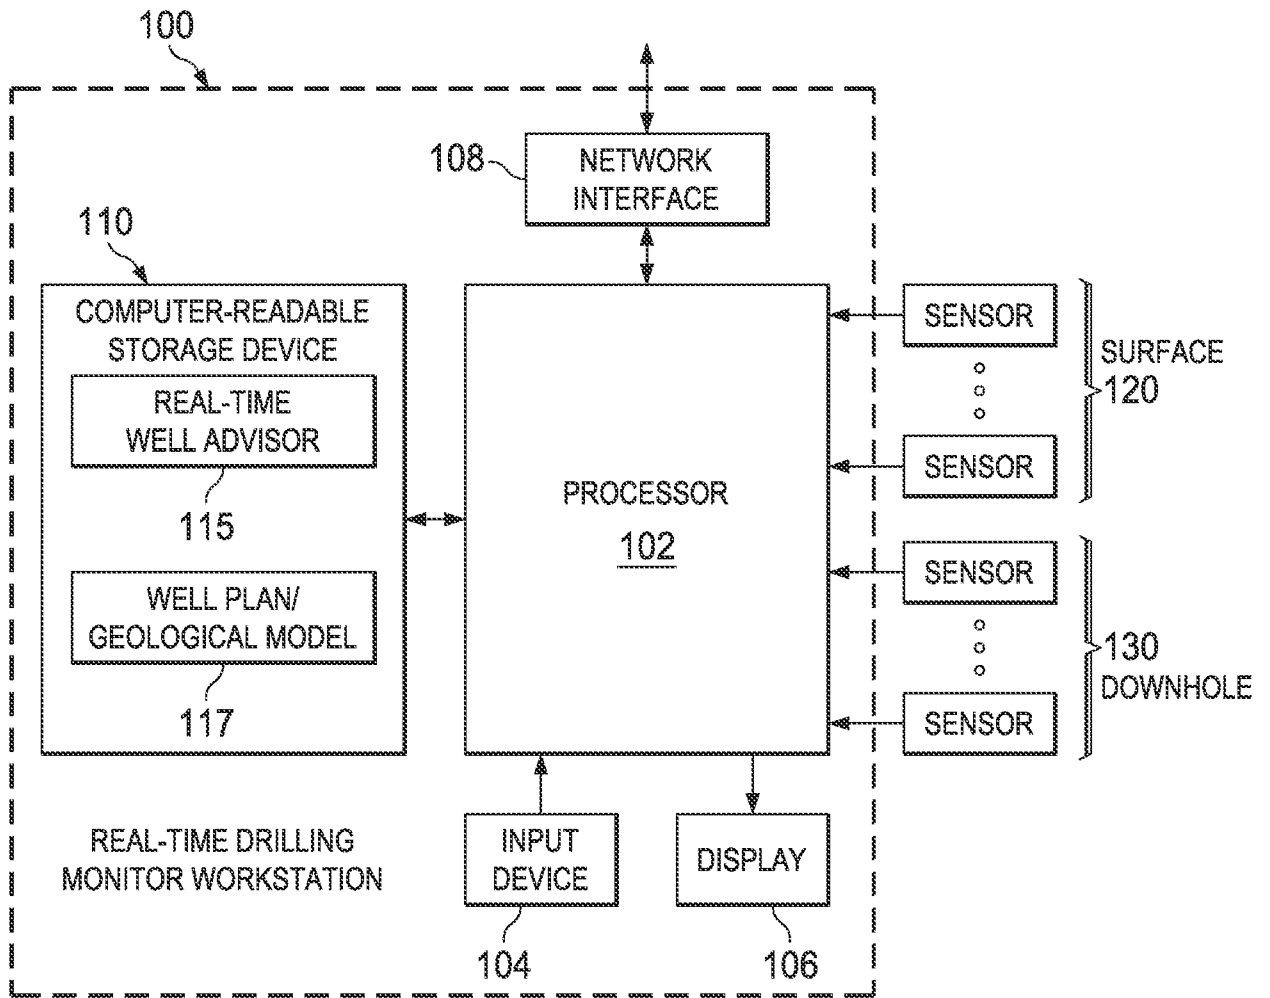 100
108
NETWORK
INTERFACE
110
COMPUTER-READABLE
STORAGE DEVICE
REAL-TIME
WELL ADVISOR
115
WELL PLAN/
GEOLOGICAL MODEL
117
PROCESSOR
102
SENSOR
SENSOR
SURFACE
120
SENSOR
SENSOR
130
DOWNHOLE
REAL-TIME DRILLING
MONITOR WORKSTATION
INPUT
DEVICE
104
DISPLAY
106